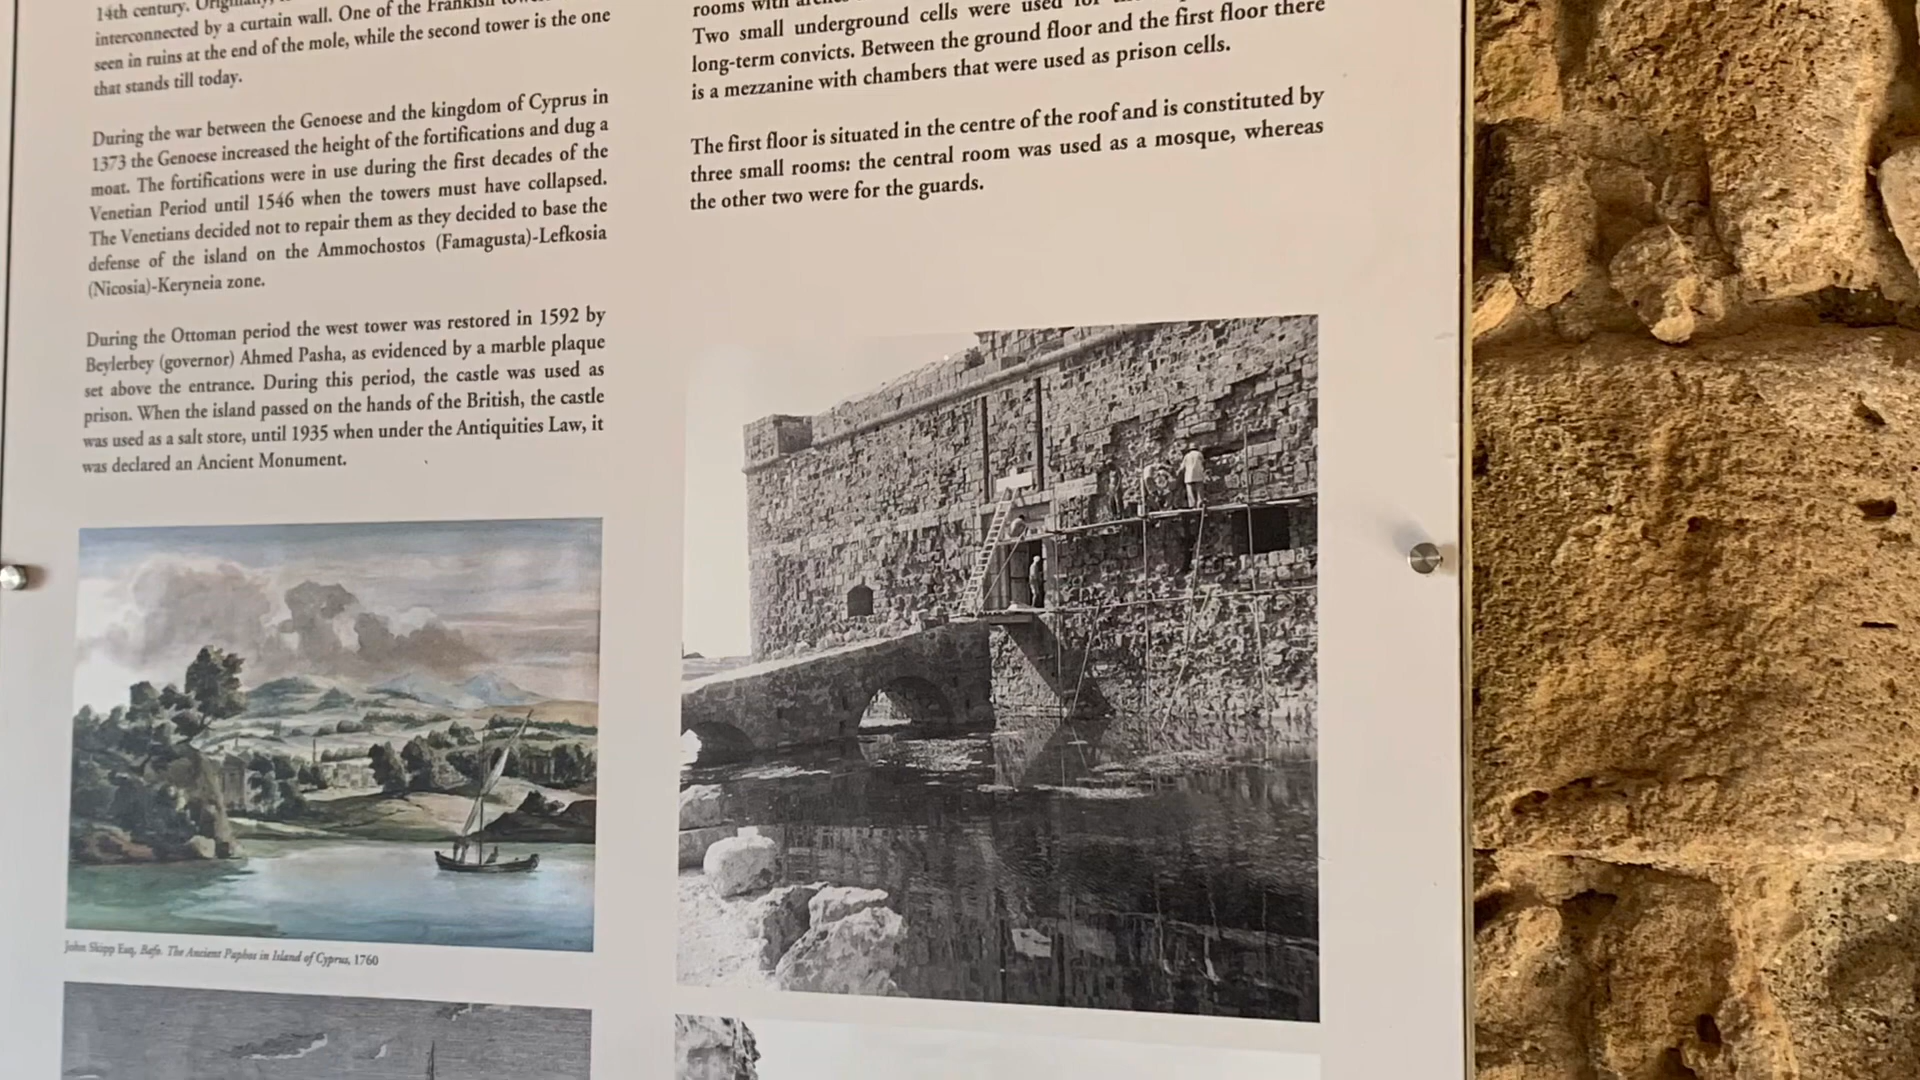 14th century. Originally,
interconnected by a curtain wall. One of the Frankish
seen in ruins at the end of the mole, while the second tower is the one
that stands still today.
During the war between the Genoese and the kingdom of Cyprus in
1373 the Genoese increased the height of the fortifications and dug a
moat. The fortifications were in use during the first decades of the
Venetian Period until 1546 when the towers must have collapsed.
The Venetians decided not to repair them as they decided to base the
defense of the island on the Ammochostos (Famagusta)-Lefkosia
(Nicosia)-Keryneia zone.
During the Ottoman period the west tower was restored in 1592 by
Beylerbey (governor) Ahmed Pasha, as evidenced by a marble plaque
set above the entrance. During this period, the castle was used as
prison. When the island passed on the hands of the British, the castle
was used as a salt store, until 1935 when under the Antiquities Law, it
was declared an Ancient Monument.
John Skipp Esq, Bafo. The Ancient Paphos in Island of Cyprus, 1760
rooms with
Two small underground cells were used
long-term convicts. Between the ground floor and the first floor there
is a mezzanine with chambers that were used as prison cells.
The first floor is situated in the centre of the roof and is constituted by
three small rooms: the central room was used as a mosque, whereas
the other two were for the guards.